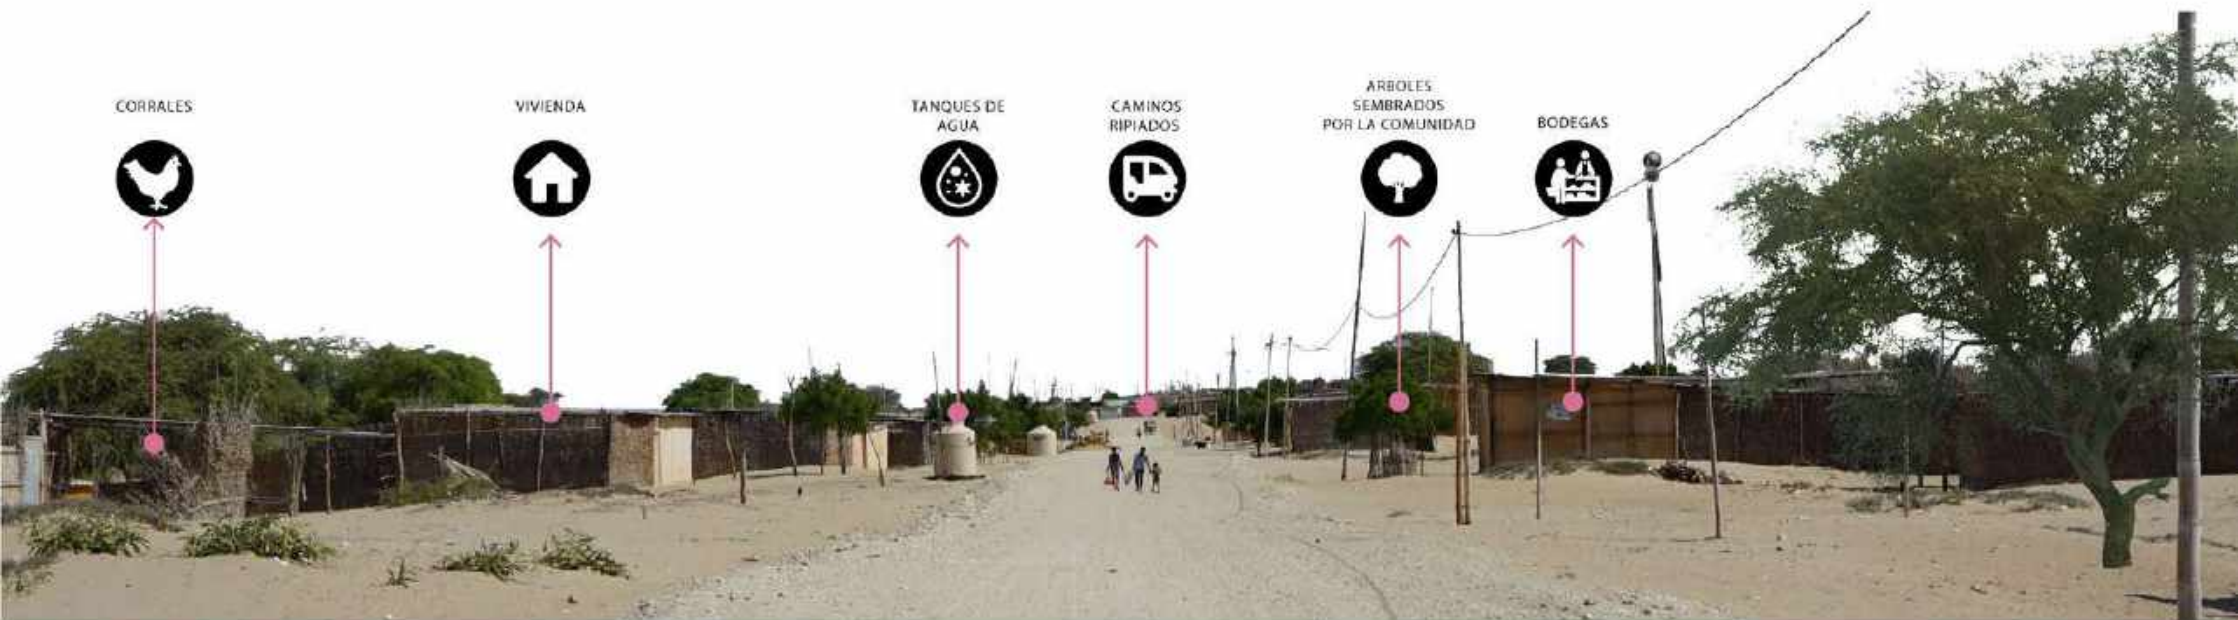 CORRALES
VIVIENDA
TANQUES DE
AGUA
CAMINOS
RIPIADOS
ARBOLES
SEMBRADOS
POR LA COMUNIDAD
BODEGAS